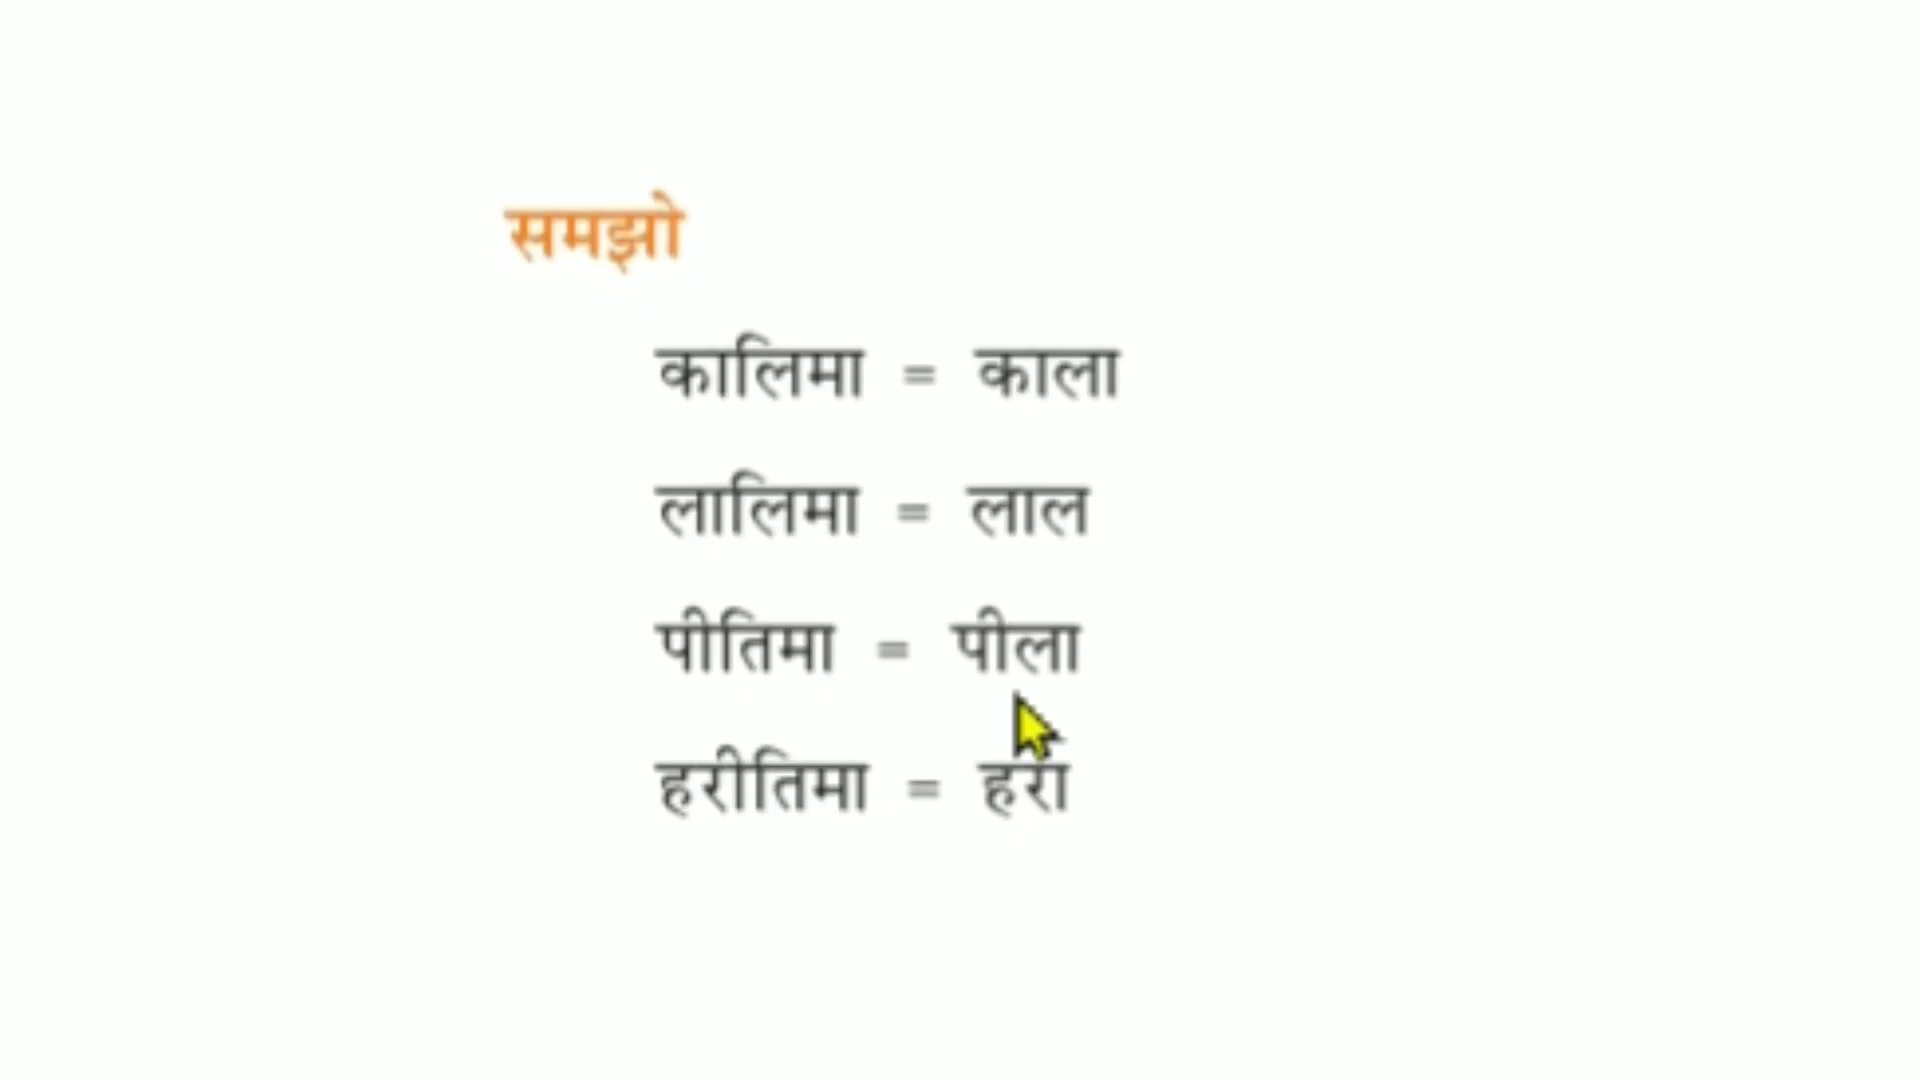 समझो
कालिमा = काला
लालिमा = लाल
पीतिमा = पीला
हरीतिमा = हरा